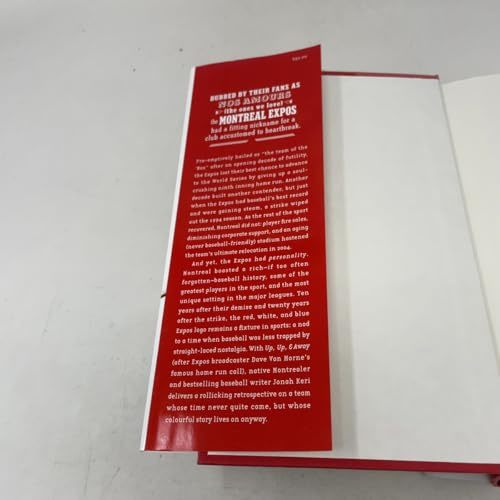 DUBBED BY THEIR FANS AS
NOS AMOURS
(the ones we love)
the MONTREAL EXPOS
had a fitting nickname for a
club accustomed to heartbreak.
Pre-emptively hailed as "the team of the
'80s" after an opening decade of futility,
the Expos lost their best chance to advance
to the World Series by giving up a soul-
crushing ninth inning home run. Another
decade built another contender, but just
when the Expos had baseball's best record
and were gaining steam, a strike wiped
out the 1994 season. As the rest of the sport
recovered, Montreal did not: player fire sales,
diminishing corporate support, and an aging
(never baseball-friendly) stadium hastened
the team's ultimate relocation in 2004.
And yet, the Expos had personality.
Montreal boasted a rich—if too often
forgotten—baseball history, some of the
greatest players in the sport, and the most
unique setting in the major leagues. Ten
years after their demise and twenty years
after the strike, the red, white, and blue
Expos logo remains a fixture in sports: a nod
to a time when baseball was less trapped by
straight-laced nostalgia. With Up, Up, & Away
(after Expos broadcaster Dave Van Horne's
famous home run call), native Montrealer
and bestselling baseball writer Jonah Keri
delivers a rollicking retrospective on a team
whose time never quite came, but whose
colourful story lives on anyway.